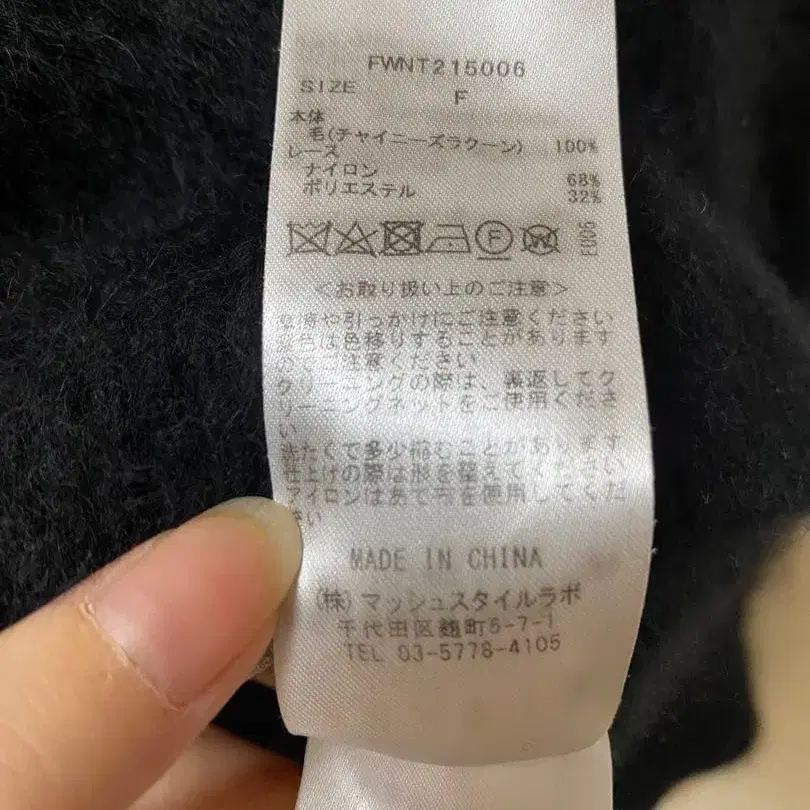 FWNT215006
SIZE F
本体
毛(チャイニーズラクーン) 100%
レース
ナイロン 68%
ポリエステル 32%
F W E006
<お取り扱い上のご注意>
摩擦や引っかけにご注意ください
濃色は色移りすることがあります
のでご注意ください
クリーニングの際は、裏返してク
リーニングネットをご使用くださ
い
洗たくで多少縮むことがあります
仕上げの際は形を整えてください
アイロンはあて布を使用してくだ
さい
MADE IN CHINA
(株)マッシュスタイルラボ
千代田区麹町5-7-1
TEL 03-5778-4105